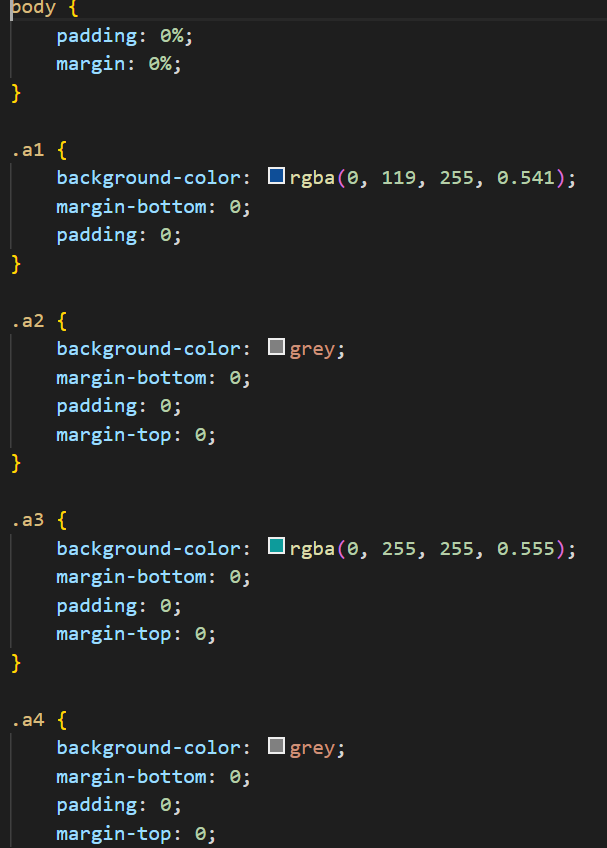 body {
    padding: 0%;
    margin: 0%;
}

.a1 {
    background-color: rgba(0, 119, 255, 0.541);
    margin-bottom: 0;
    padding: 0;
}

.a2 {
    background-color: grey;
    margin-bottom: 0;
    padding: 0;
    margin-top: 0;
}

.a3 {
    background-color: rgba(0, 255, 255, 0.555);
    margin-bottom: 0;
    padding: 0;
    margin-top: 0;
}

.a4 {
    background-color: grey;
    margin-bottom: 0;
    padding: 0;
    margin-top: 0;